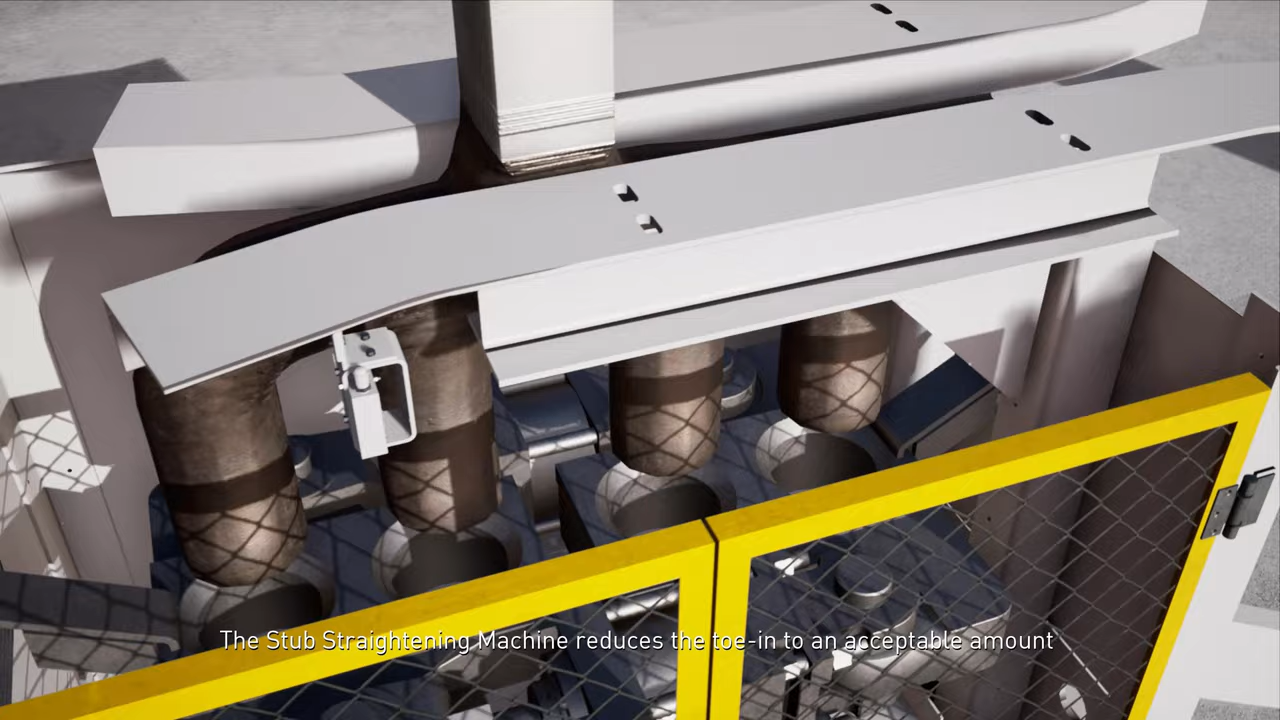 The Stub Straightening Machine reduces the toe-in to an acceptable amount